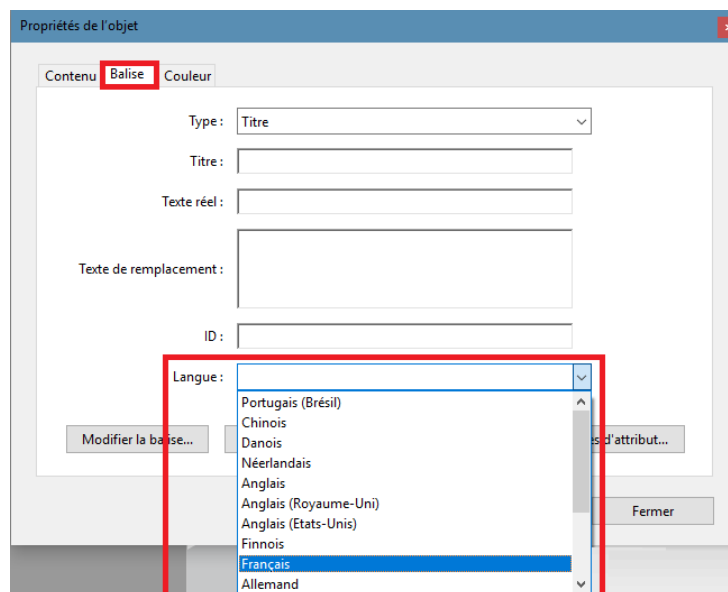 Propriétés de l'objet
Contenu Balise Couleur
Type : Titre
Titre :
Texte réel :
Texte de remplacement :
ID :
Langue :
Portugais (Brésil)
Chinois
Danois
Néerlandais
Anglais
Anglais (Royaume-Uni)
Anglais (Etats-Unis)
Finnois
Français
Allemand
Modifier la balise...
d'attribut...
Fermer